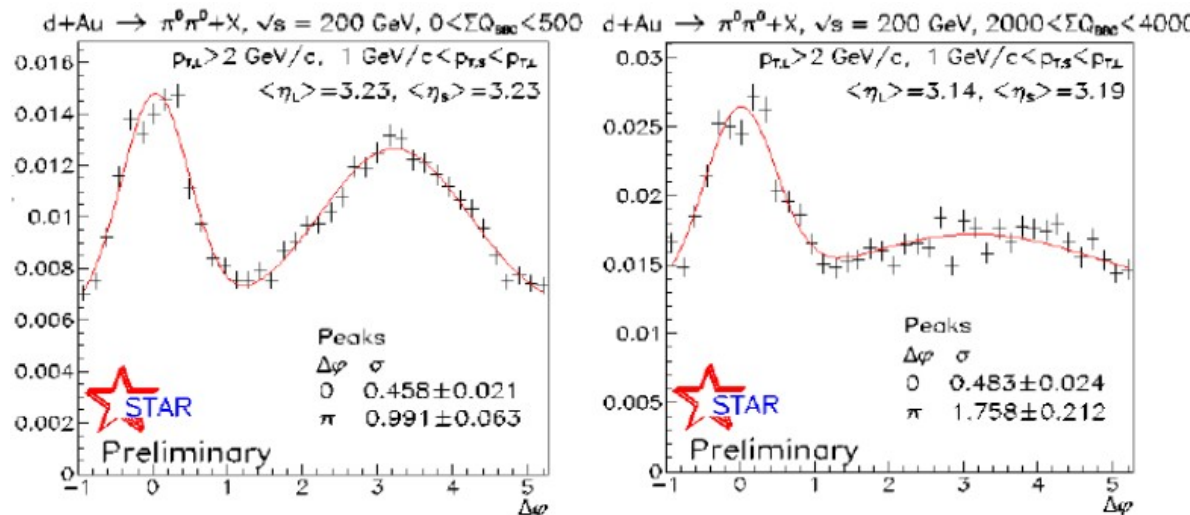 d+Au → π⁰π⁰+X, √s = 200 GeV, 0<ΣQ_BBC<500
p_T,L>2 GeV/c, 1 GeV/c<p_T,S<p_T,L
<η_L>=3.23, <η_S>=3.23
0.016
0.014
0.012
0.01
0.008
0.006
0.004
0.002
0
-1
0
1
2
3
4
5
Δφ
Peaks
Δφ σ
0 0.458±0.021
π 0.991±0.063
STAR
Preliminary
d+Au → π⁰π⁰+X, √s = 200 GeV, 2000<ΣQ_BBC<4000
p_T,L>2 GeV/c, 1 GeV/c<p_T,S<p_T,L
<η_L>=3.14, <η_S>=3.19
0.03
0.025
0.02
0.015
0.01
0.005
0
-1
0
1
2
3
4
5
Δφ
Peaks
Δφ σ
0 0.483±0.024
π 1.758±0.212
STAR
Preliminary